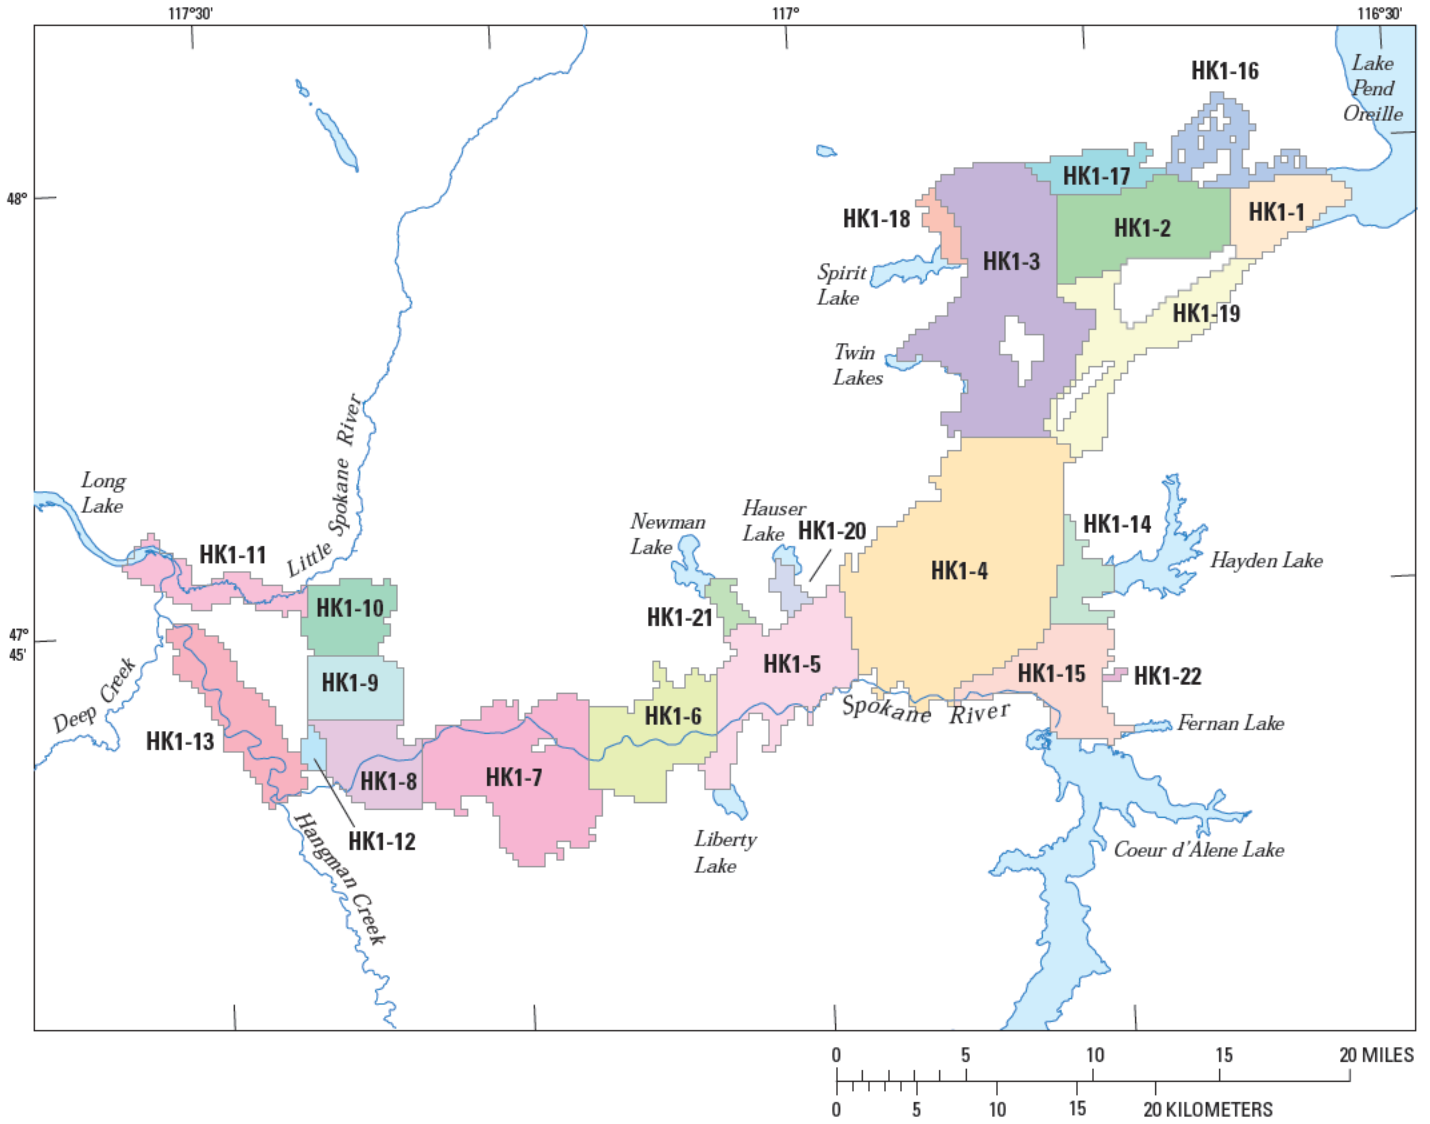 117°30'
117°
116°30'
Lake
Pend
Oreille
HK1-16
HK1-17
48°
HK1-18
HK1-2
HK1-1
HK1-3
Spirit
Lake
HK1-19
Twin
Lakes
Little Spokane River
Long
Lake
Newman
Lake
Hauser
Lake
HK1-20
HK1-14
HK1-11
Hayden Lake
HK1-4
HK1-10
HK1-21
47°
45'
HK1-5
HK1-15
HK1-22
HK1-9
Deep Creek
Spokane River
HK1-6
Fernan Lake
HK1-13
HK1-8
HK1-7
HK1-12
Liberty
Lake
Coeur d'Alene Lake
Hangman Creek
0 5 10 15 20 MILES
0 5 10 15 20 KILOMETERS